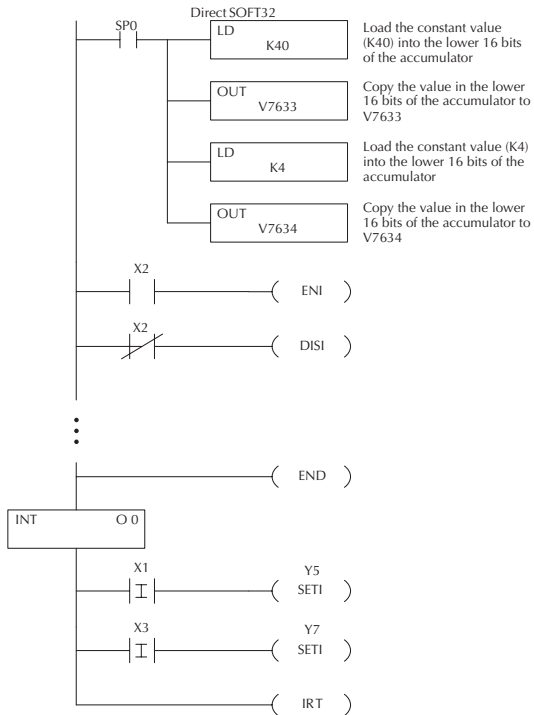 Direct SOFT32
SP0
LD
K40
Load the constant value
(K40) into the lower 16 bits
of the accumulator
OUT
V7633
Copy the value in the lower
16 bits of the accumulator to
V7633
LD
K4
Load the constant value (K4)
into the lower 16 bits of the
accumulator
OUT
V7634
Copy the value in the lower
16 bits of the accumulator to
V7634
X2
ENI
X2
DISI
END
INT O 0
X1
Y5
SETI
X3
Y7
SETI
IRT